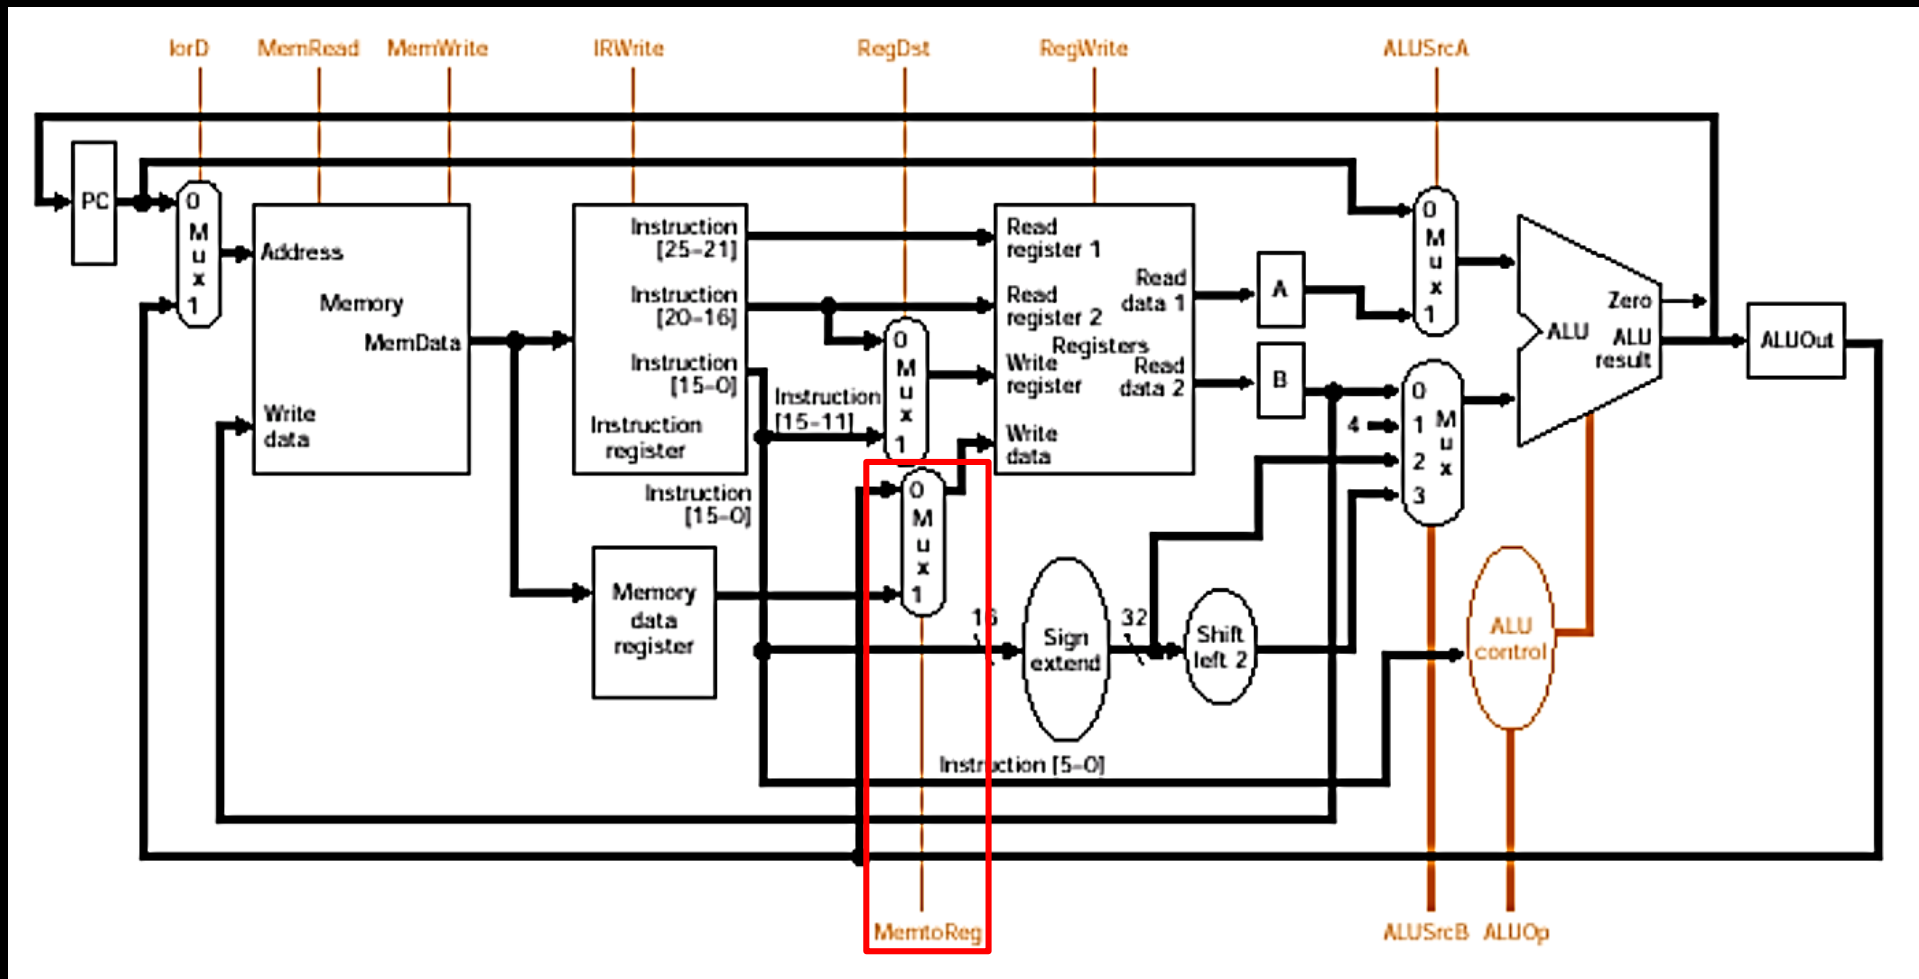 IorD
MemRead
MemWrite
IRWrite
RegDst
RegWrite
ALUSrcA
PC
0
M
u
x
1
Address
Memory
MemData
Write
data
Instruction
[25-21]
Instruction
[20-16]
Instruction
[15-0]
Instruction
register
Instruction
[15-0]
Memory
data
register
Instruction
[15-11]
0
M
u
x
1
0
M
u
x
1
Read
register 1
Read
register 2
Registers
Write
register
Write
data
Read
data 1
Read
data 2
A
B
4
0
M
u
x
1
0
1
2
3
M
u
x
Zero
ALU
ALU
result
ALUOut
16
Sign
extend
32
Shift
left 2
ALU
control
Instruction [5-0]
MemtoReg
ALUSrcB
ALUOp